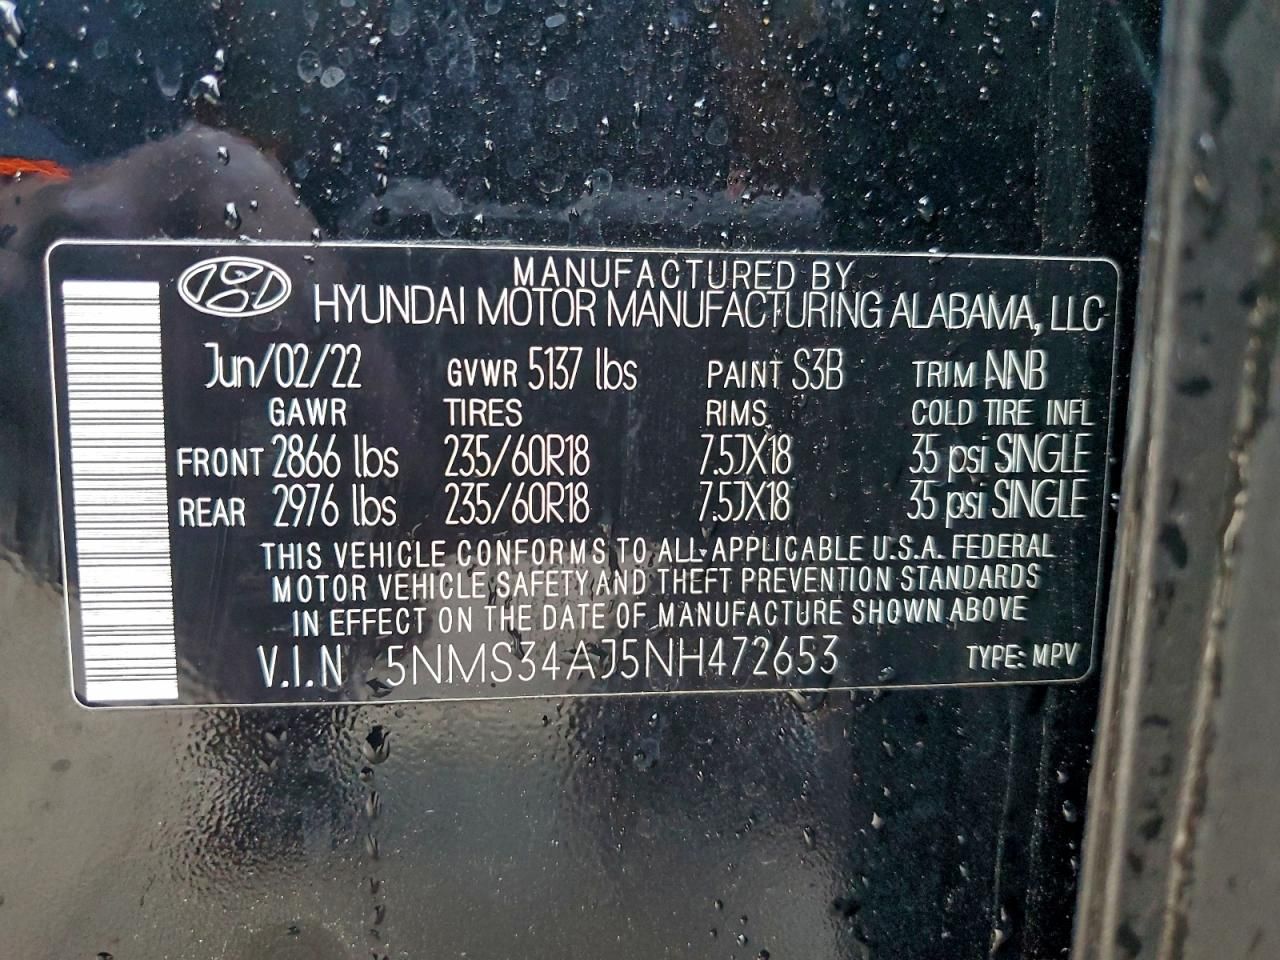 MANUFACTURED BY
HYUNDAI MOTOR MANUFACTURING ALABAMA, LLC
Jun/02/22 GVWR 5137 lbs PAINT S3B TRIM NNB
GAWR TIRES RIMS COLD TIRE INFL
FRONT 2866 lbs 235/60R18 7.5JX18 35 psi SINGLE
REAR 2976 lbs 235/60R18 7.5JX18 35 psi SINGLE
THIS VEHICLE CONFORMS TO ALL APPLICABLE U.S.A. FEDERAL
MOTOR VEHICLE SAFETY AND THEFT PREVENTION STANDARDS
IN EFFECT ON THE DATE OF MANUFACTURE SHOWN ABOVE
V.I.N 5NMS34AJ5NH472653 TYPE: MPV